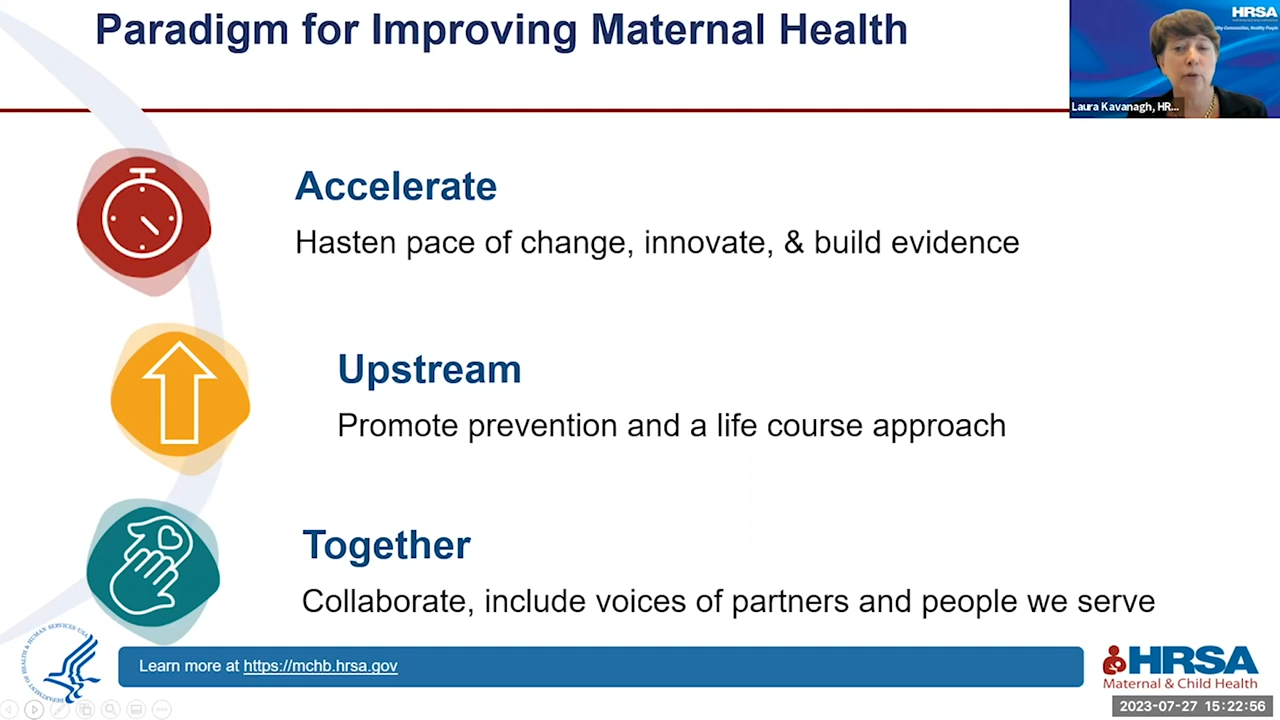 Paradigm for Improving Maternal Health
HRSA
Laura Kavanagh, HR...
Accelerate
Hasten pace of change, innovate, & build evidence
Upstream
Promote prevention and a life course approach
Together
Collaborate, include voices of partners and people we serve
Learn more at https://mchb.hrsa.gov
HRSA
Maternal & Child Health
2023-07-27 15:22:56